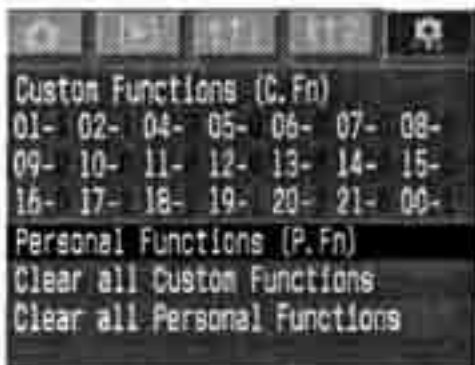 Custom Functions (C.Fn)
01- 02- 04- 05- 06- 07- 08-
09- 10- 11- 12- 13- 14- 15-
16- 17- 18- 19- 20- 21- 00-
Personal Functions (P.Fn)
Clear all Custom Functions
Clear all Personal Functions